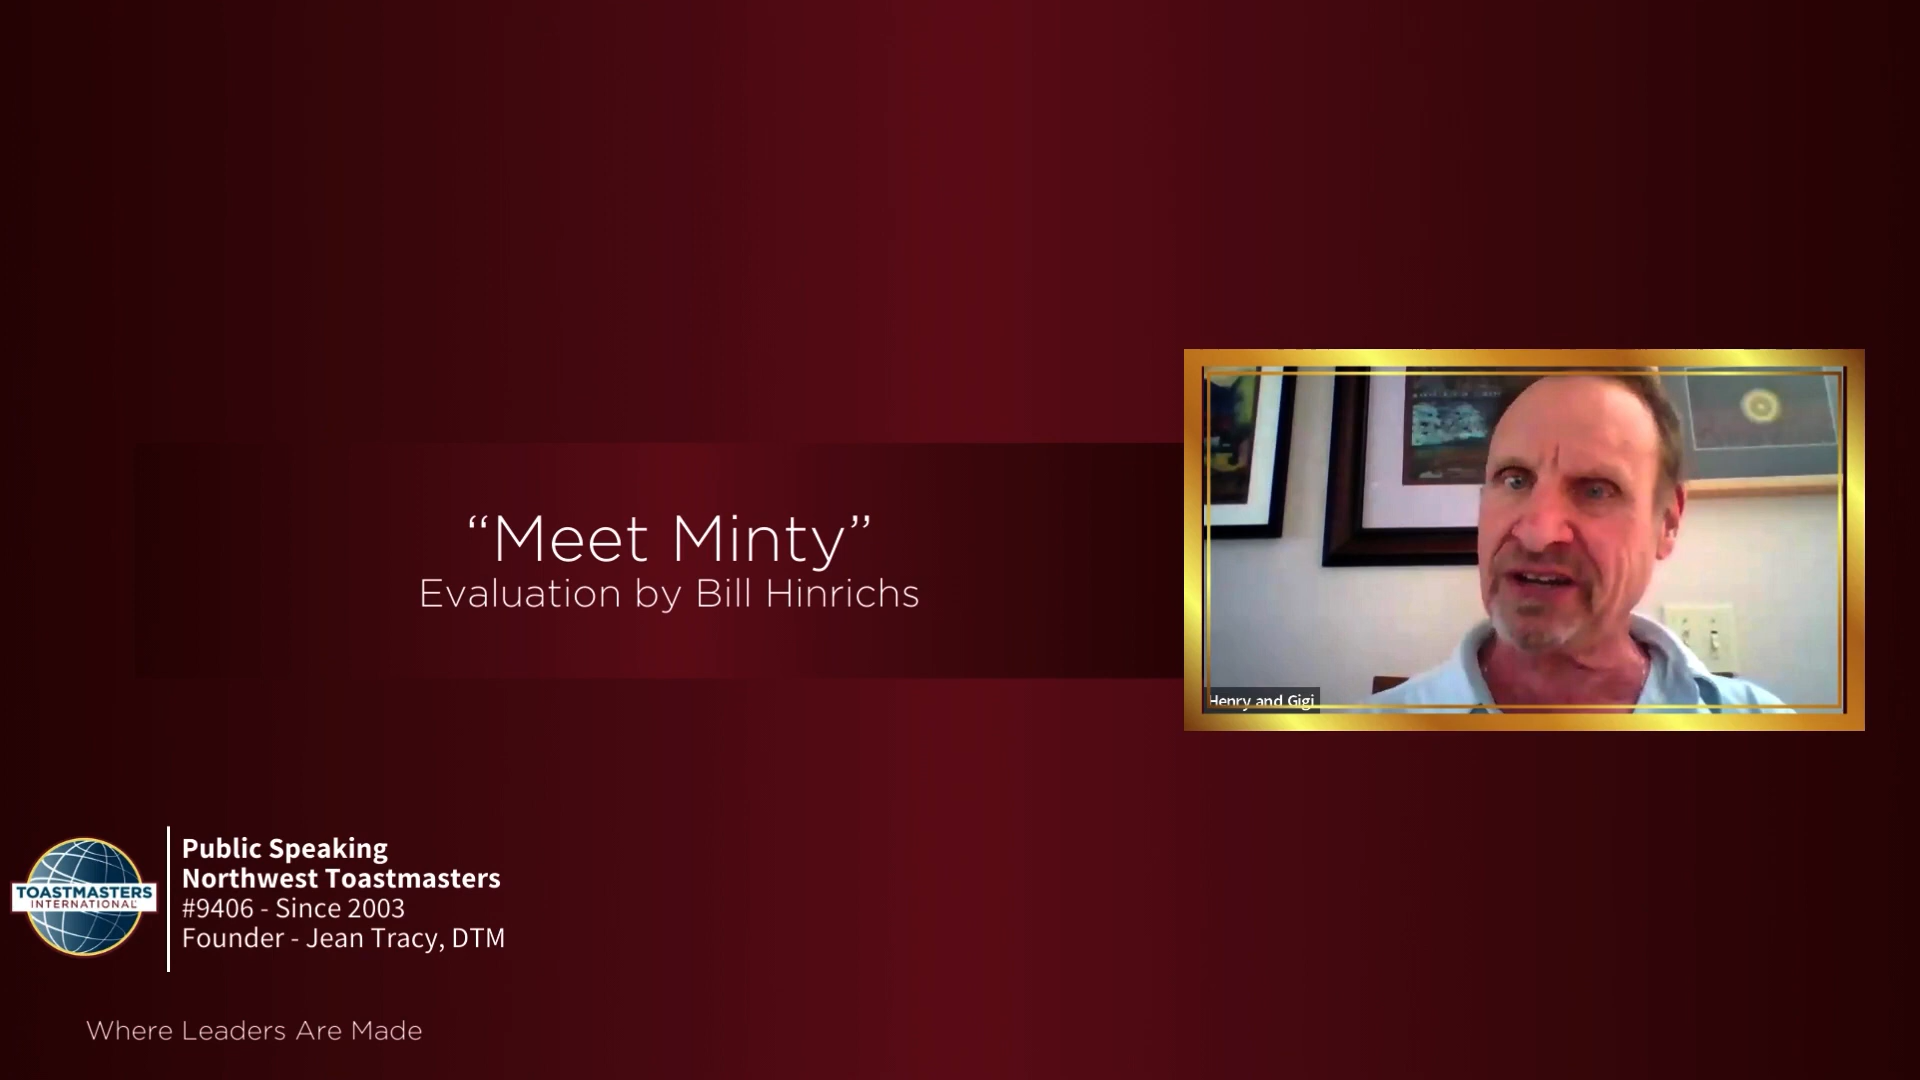 “Meet Minty”
Evaluation by Bill Hinrichs
Henry and Gigi
TOASTMASTERS
INTERNATIONAL
Public Speaking
Northwest Toastmasters
#9406 - Since 2003
Founder - Jean Tracy, DTM
Where Leaders Are Made